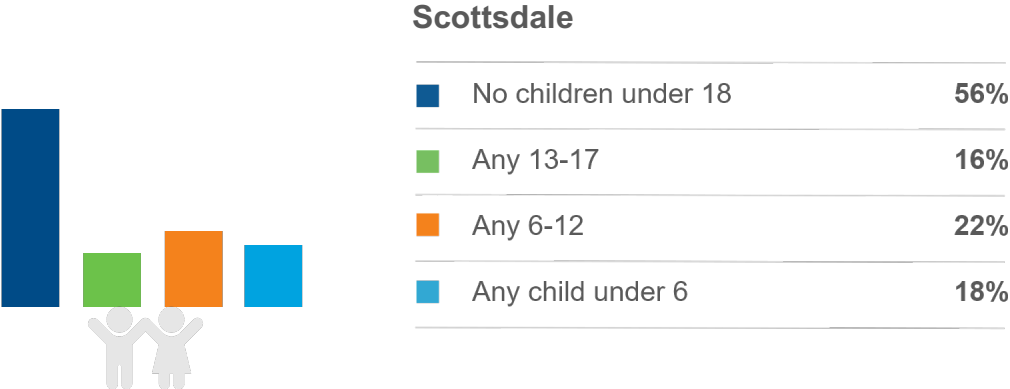 Scottsdale
No children under 18 56%
Any 13-17 16%
Any 6-12 22%
Any child under 6 18%